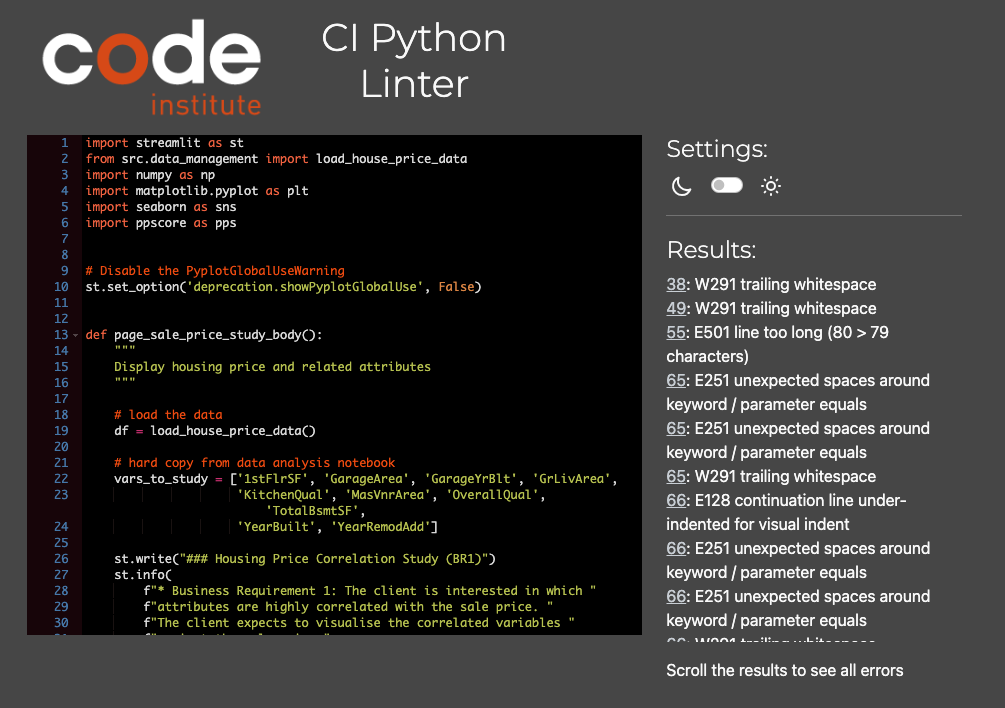 code
institute
CI Python
Linter
1 import streamlit as st
2 from src.data_management import load_house_price_data
3 import numpy as np
4 import matplotlib.pyplot as plt
5 import seaborn as sns
6 import ppscore as pps
7
8
9 # Disable the PyplotGlobalUseWarning
10 st.set_option('deprecation.showPyplotGlobalUse', False)
11
12
13 def page_sale_price_study_body():
14 """
15 Display housing price and related attributes
16 """
17
18 # load the data
19 df = load_house_price_data()
20
21 # hard copy from data analysis notebook
22 vars_to_study = ['1stFlrSF', 'GarageArea', 'GarageYrBlt', 'GrLivArea',
23 'KitchenQual', 'MasVnrArea', 'OverallQual',
'TotalBsmtSF',
24 'YearBuilt', 'YearRemodAdd']
25
26 st.write("### Housing Price Correlation Study (BR1)")
27 st.info(
28 f"* Business Requirement 1: The client is interested in which "
29 f"attributes are highly correlated with the sale price. "
30 f"The client expects to visualise the correlated variables "
Settings:
Results:
38: W291 trailing whitespace
49: W291 trailing whitespace
55: E501 line too long (80 > 79
characters)
65: E251 unexpected spaces around
keyword / parameter equals
65: E251 unexpected spaces around
keyword / parameter equals
65: W291 trailing whitespace
66: E128 continuation line under-
indented for visual indent
66: E251 unexpected spaces around
keyword / parameter equals
66: E251 unexpected spaces around
keyword / parameter equals
66: W291 trailing whitespace
Scroll the results to see all errors